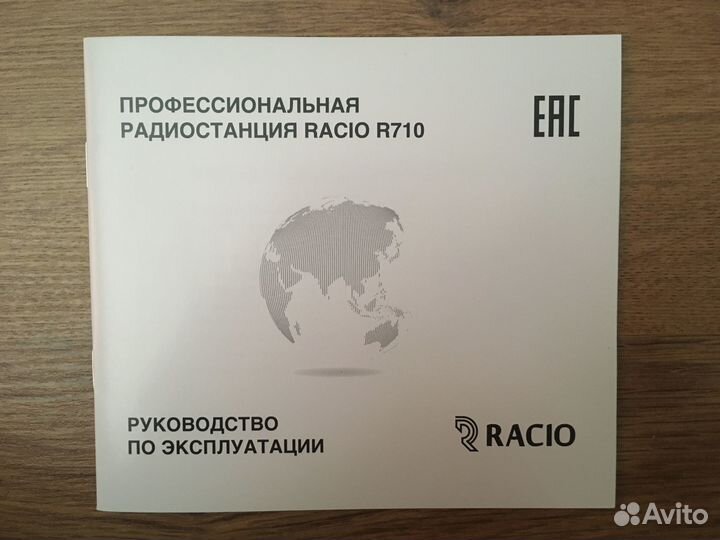 ПРОФЕССИОНАЛЬНАЯ
РАДИОСТАНЦИЯ RACIO R710
EAC
РУКОВОДСТВО
ПО ЭКСПЛУАТАЦИИ
RACIO
Avito